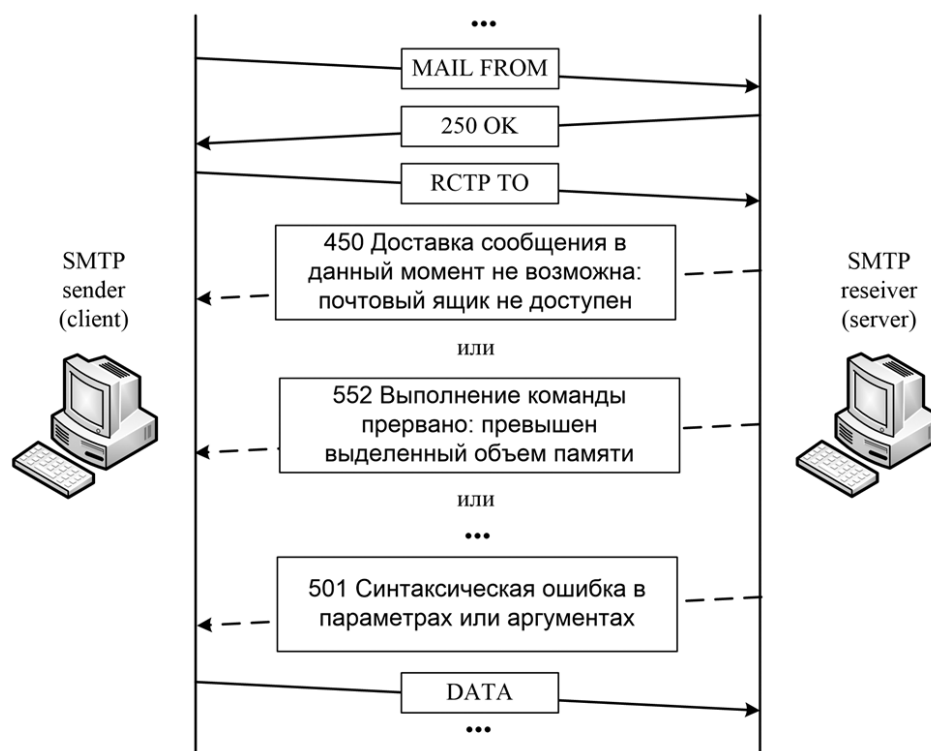 ...
MAIL FROM
250 OK
RCTP TO
450 Доставка сообщения в
данный момент не возможна:
почтовый ящик не доступен
SMTP
sender
(client)
SMTP
reseiver
(server)
или
552 Выполнение команды
прервано: превышен
выделенный объем памяти
или
...
501 Синтаксическая ошибка в
параметрах или аргументах
DATA
...